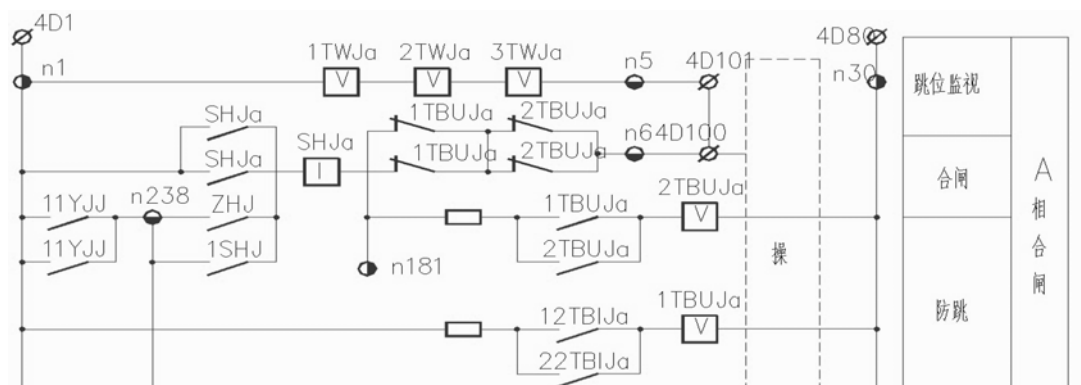 4D1
4D80
1TWJa 2TWJa 3TWJa
n1
n5
4D101
n30
跳位监视
SHJa
1TBUJa 2TBUJa
SHJa
SHJa
V V V
n64D100
1TBUJa 2TBUJa
I
合闸
A相合闸
11YJJ
n238
ZHJ
1TBUJa
2TBUJa
V
11YJJ
1SHJ
2TBUJa
n181
操
1TBUJa
防跳
12TBIJa
V
22TBIJa